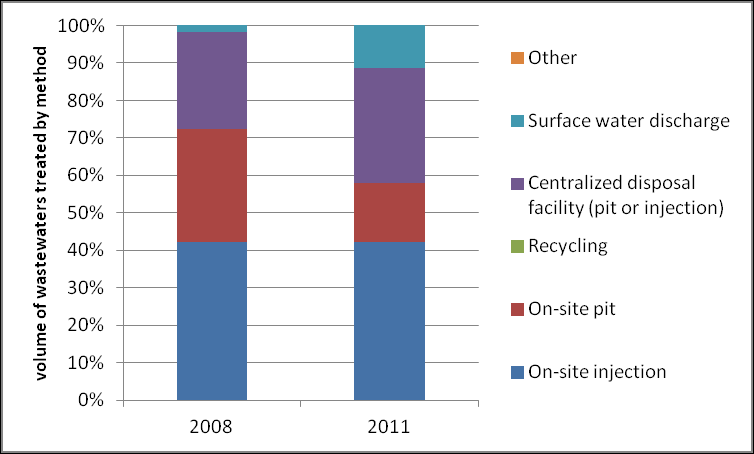 volume of wastewaters treated by method
100%
90%
80%
70%
60%
50%
40%
30%
20%
10%
0%
2008
2011
Other
Surface water discharge
Centralized disposal
facility (pit or injection)
Recycling
On-site pit
On-site injection